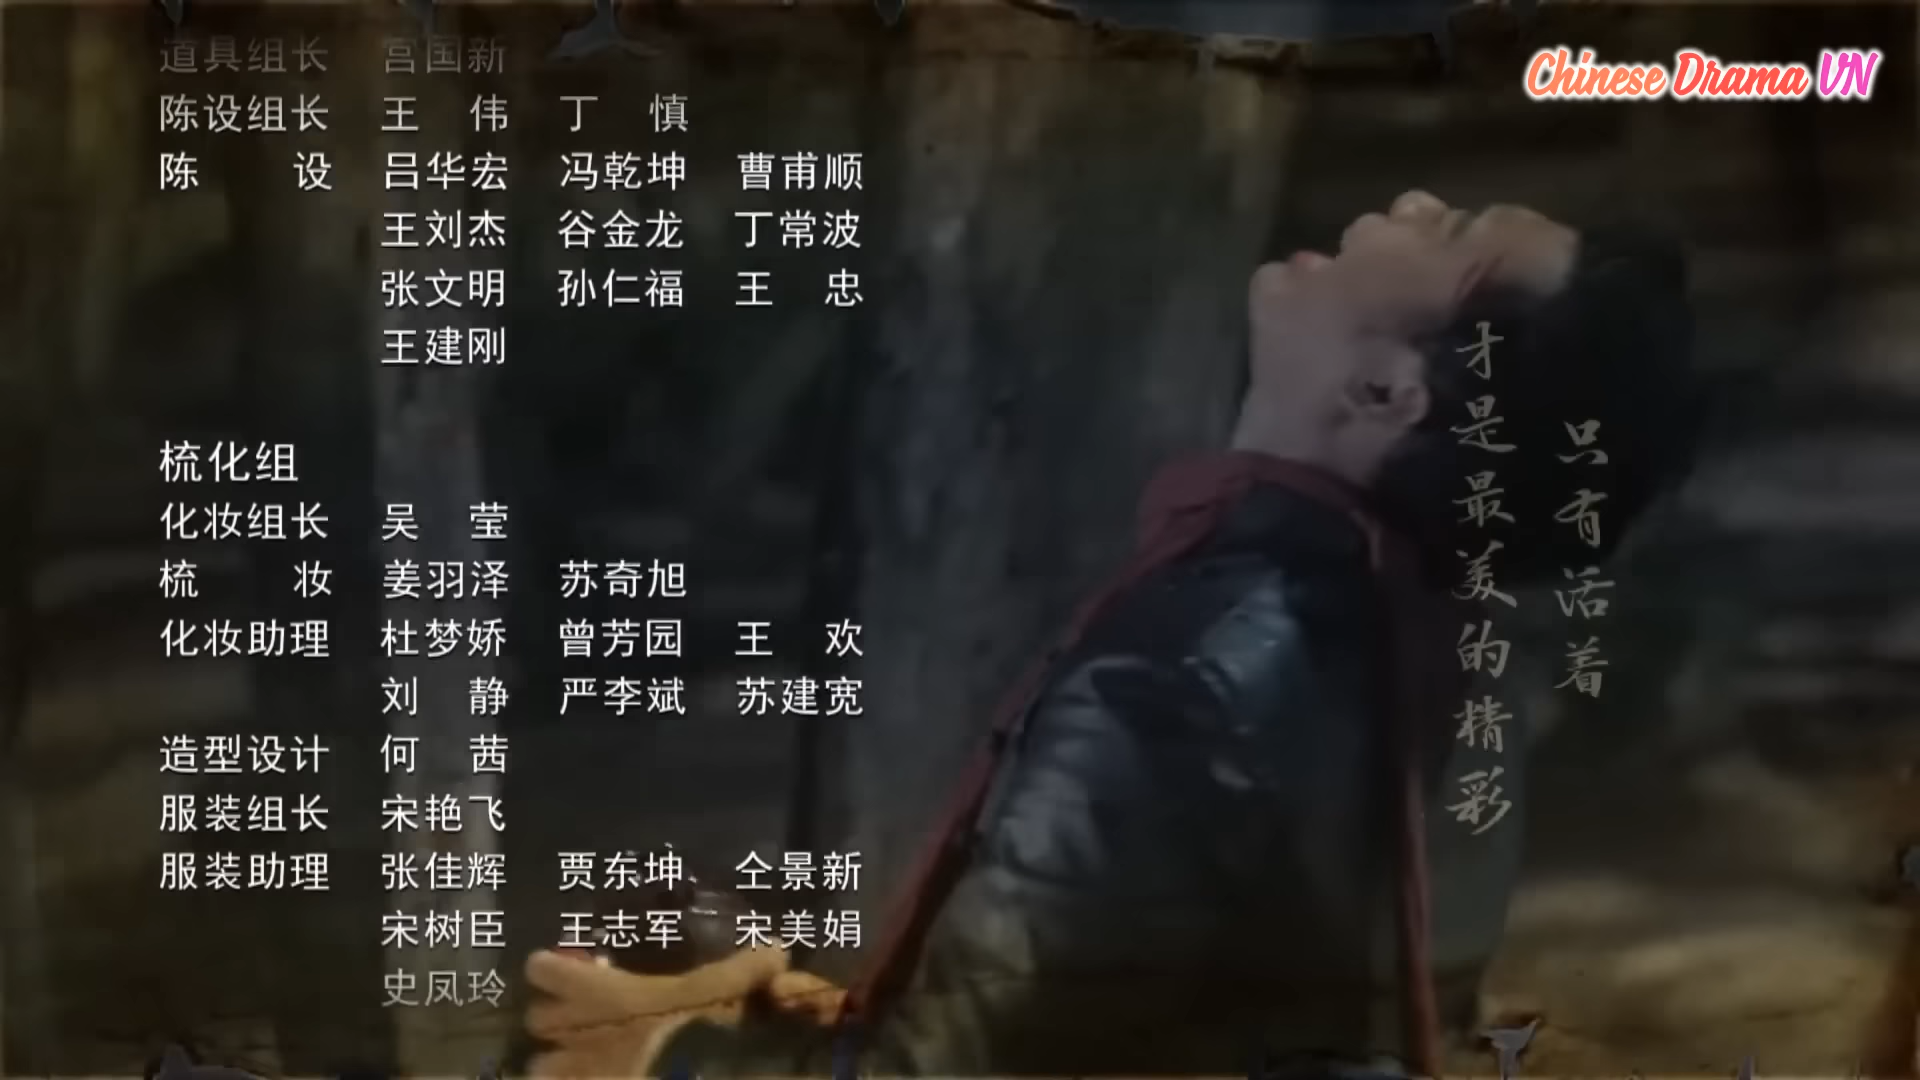 道具组长 宫国新
陈设组长 王 伟 丁 慎
陈 设 吕华宏 冯乾坤 曹甫顺
王刘杰 谷金龙 丁常波
张文明 孙仁福 王 忠
王建刚
梳化组
化妆组长 吴 莹
梳 妆 姜羽泽 苏奇旭
化妆助理 杜梦娇 曾芳园 王 欢
刘 静 严李斌 苏建宽
造型设计 何 茜
服装组长 宋艳飞
服装助理 张佳辉 贾东坤 仝景新
宋树臣 王志军 宋美娟
史凤玲
Chinese Drama VN
只有活着
才是最美的精彩